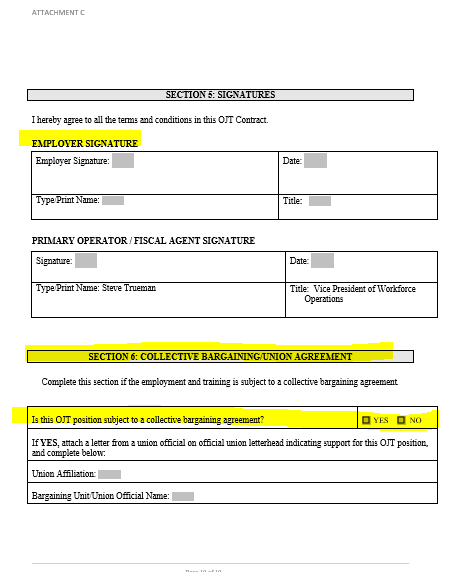 ATTACHMENT C
SECTION 5: SIGNATURES
I hereby agree to all the terms and conditions in this OJT Contract.
EMPLOYER SIGNATURE
Employer Signature:
Date:
Type/Print Name:
Title:
PRIMARY OPERATOR / FISCAL AGENT SIGNATURE
Signature:
Date:
Type/Print Name: Steve Trueman
Title: Vice President of Workforce
Operations
SECTION 6: COLLECTIVE BARGAINING/UNION AGREEMENT
Complete this section if the employment and training is subject to a collective bargaining agreement.
Is this OJT position subject to a collective bargaining agreement?
YES NO
If YES, attach a letter from a union official on official union letterhead indicating support for this OJT position,
and complete below:
Union Affiliation:
Bargaining Unit/Union Official Name: